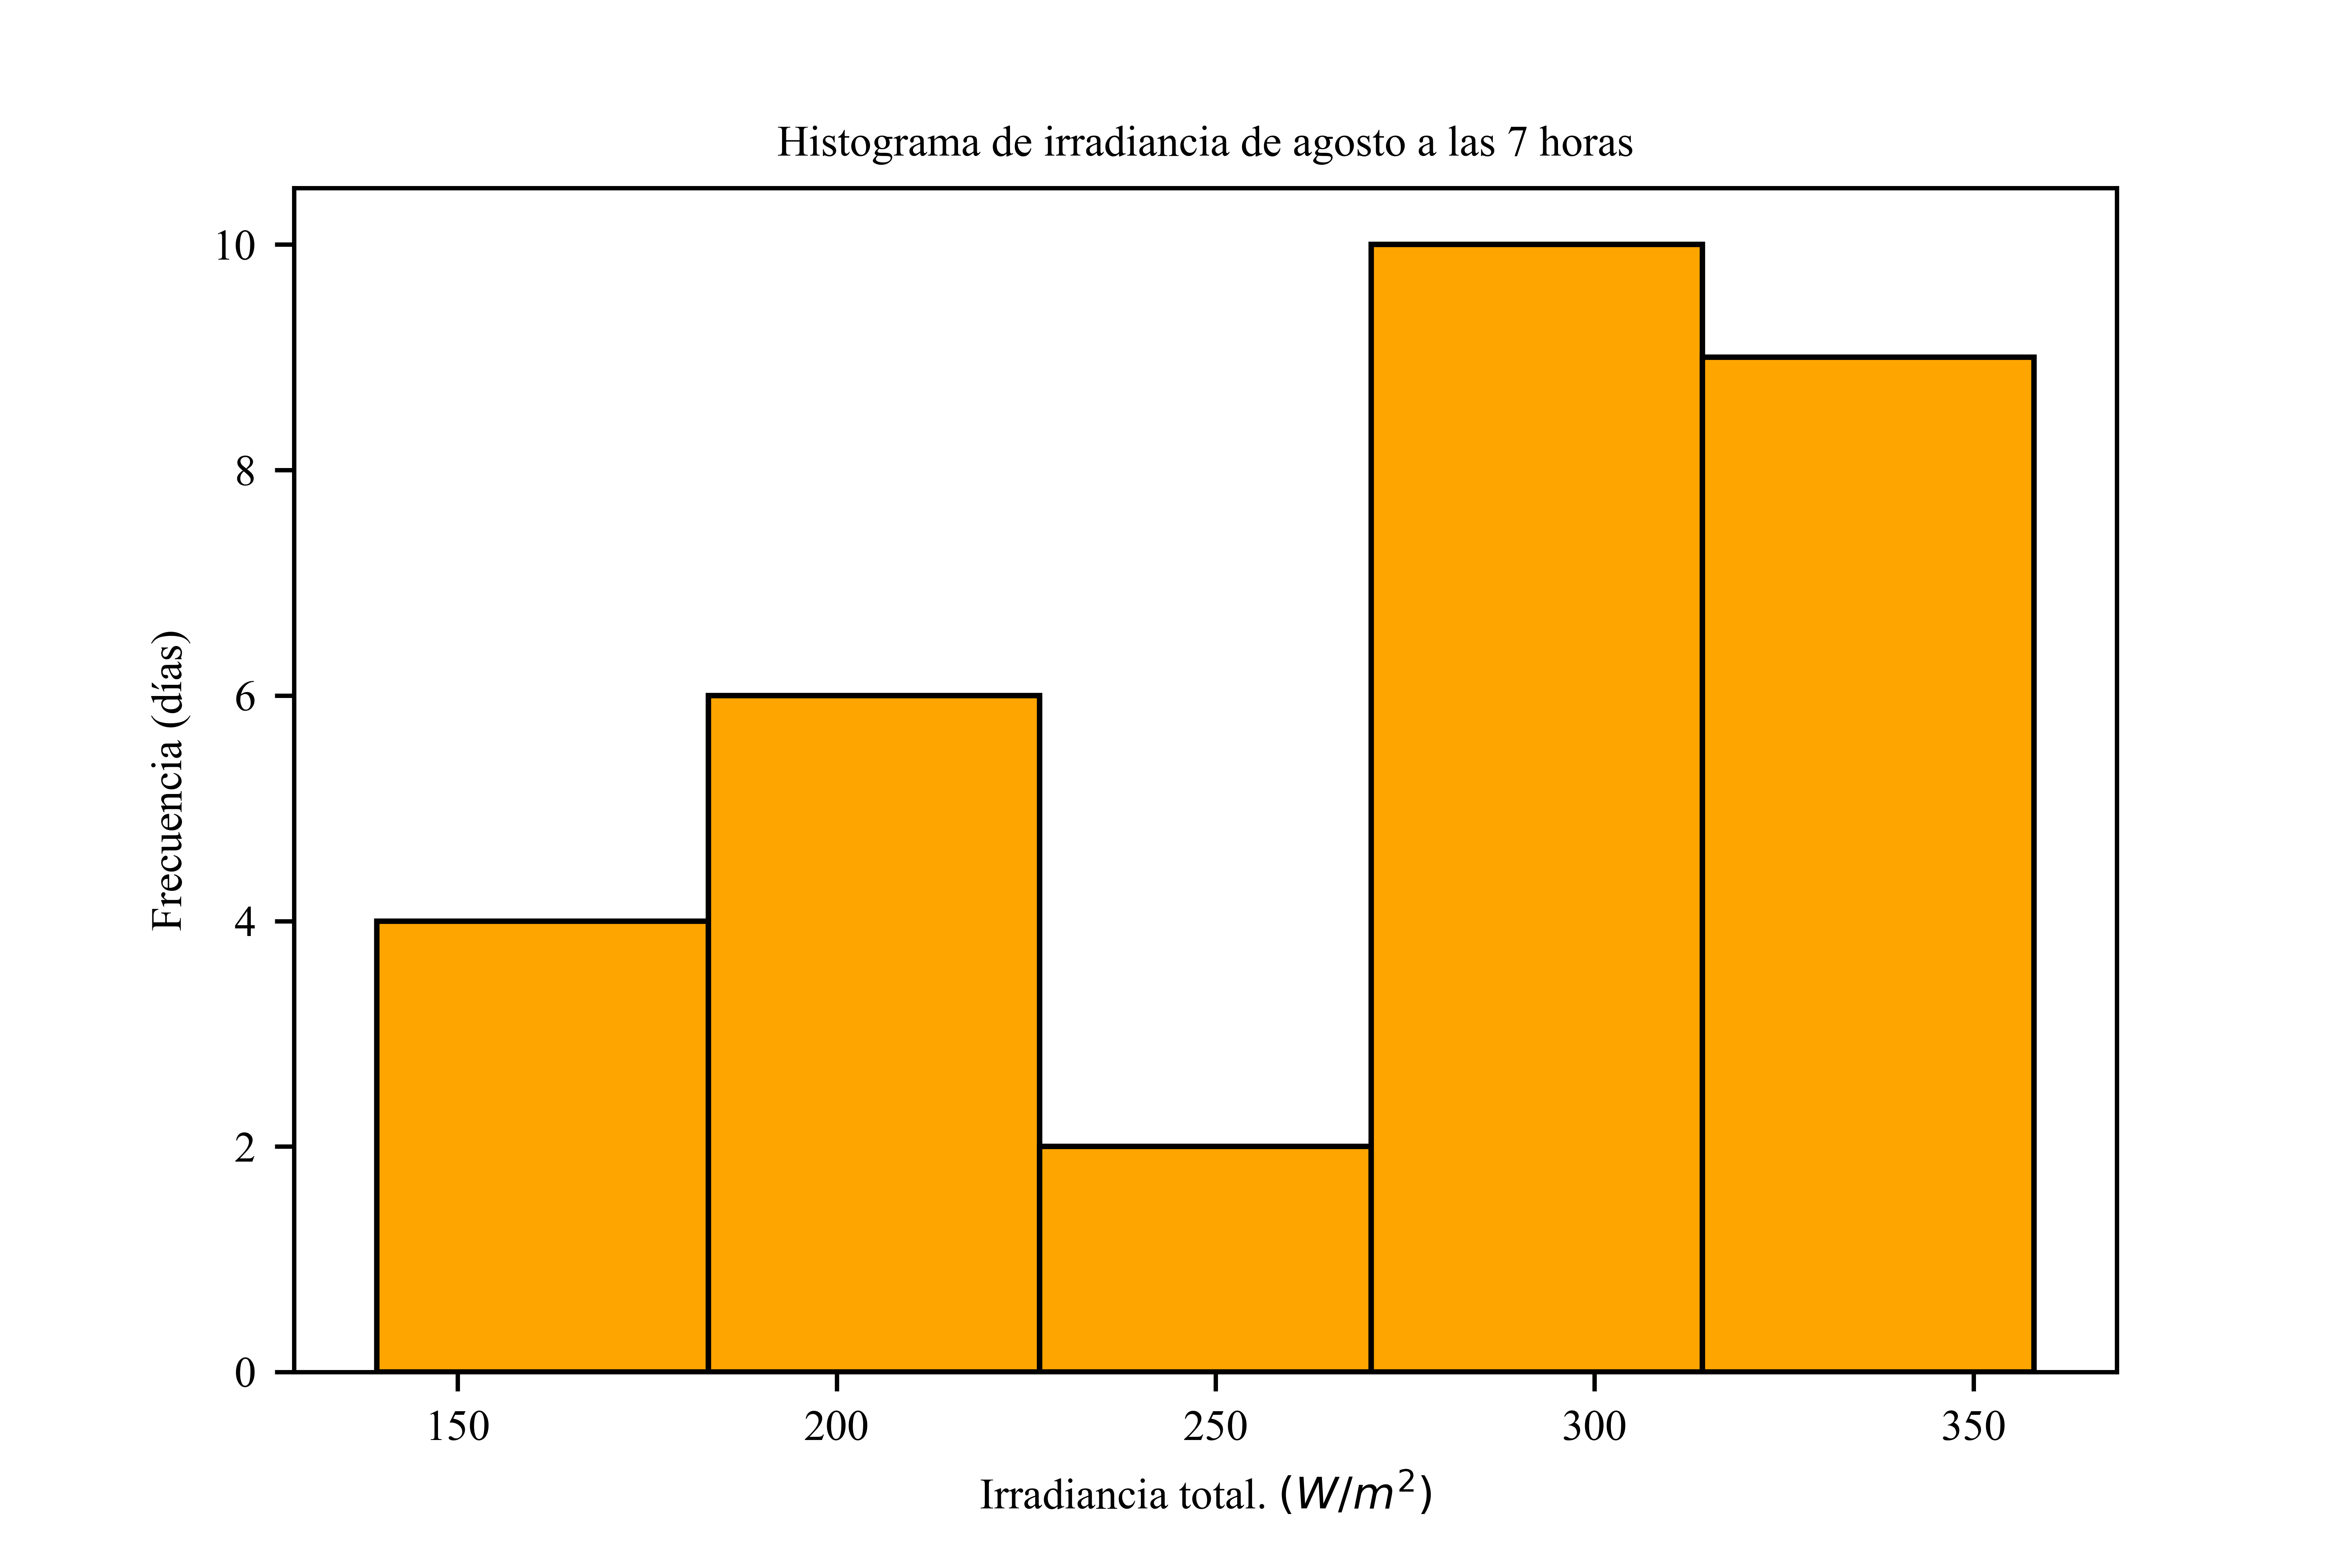 Histograma de irradiancia de agosto a las 7 horas
Frecuencia (días)
10
8
6
4
2
0
150 200 250 300 350
Irradiancia total. (W/m²)